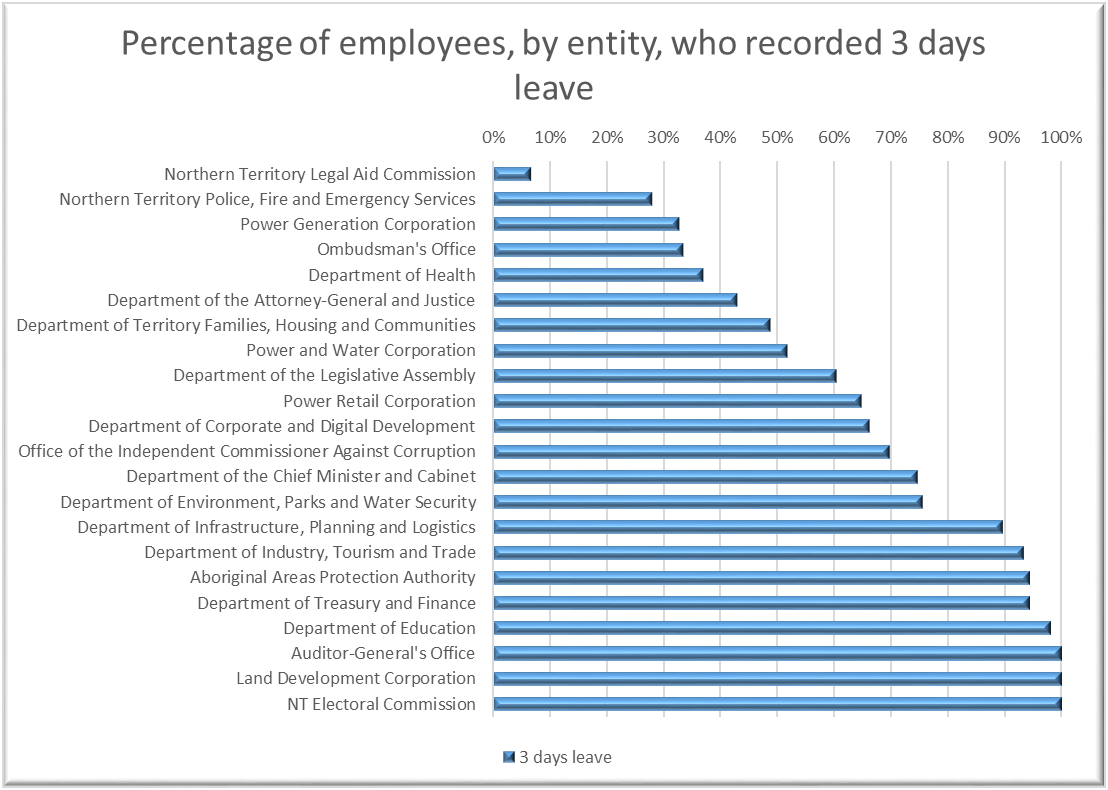 Percentage of employees, by entity, who recorded 3 days
leave
0% 10% 20% 30% 40% 50% 60% 70% 80% 90% 100%
Northern Territory Legal Aid Commission
Northern Territory Police, Fire and Emergency Services
Power Generation Corporation
Ombudsman's Office
Department of Health
Department of the Attorney-General and Justice
Department of Territory Families, Housing and Communities
Power and Water Corporation
Department of the Legislative Assembly
Power Retail Corporation
Department of Corporate and Digital Development
Office of the Independent Commissioner Against Corruption
Department of the Chief Minister and Cabinet
Department of Environment, Parks and Water Security
Department of Infrastructure, Planning and Logistics
Department of Industry, Tourism and Trade
Aboriginal Areas Protection Authority
Department of Treasury and Finance
Department of Education
Auditor-General's Office
Land Development Corporation
NT Electoral Commission
3 days leave